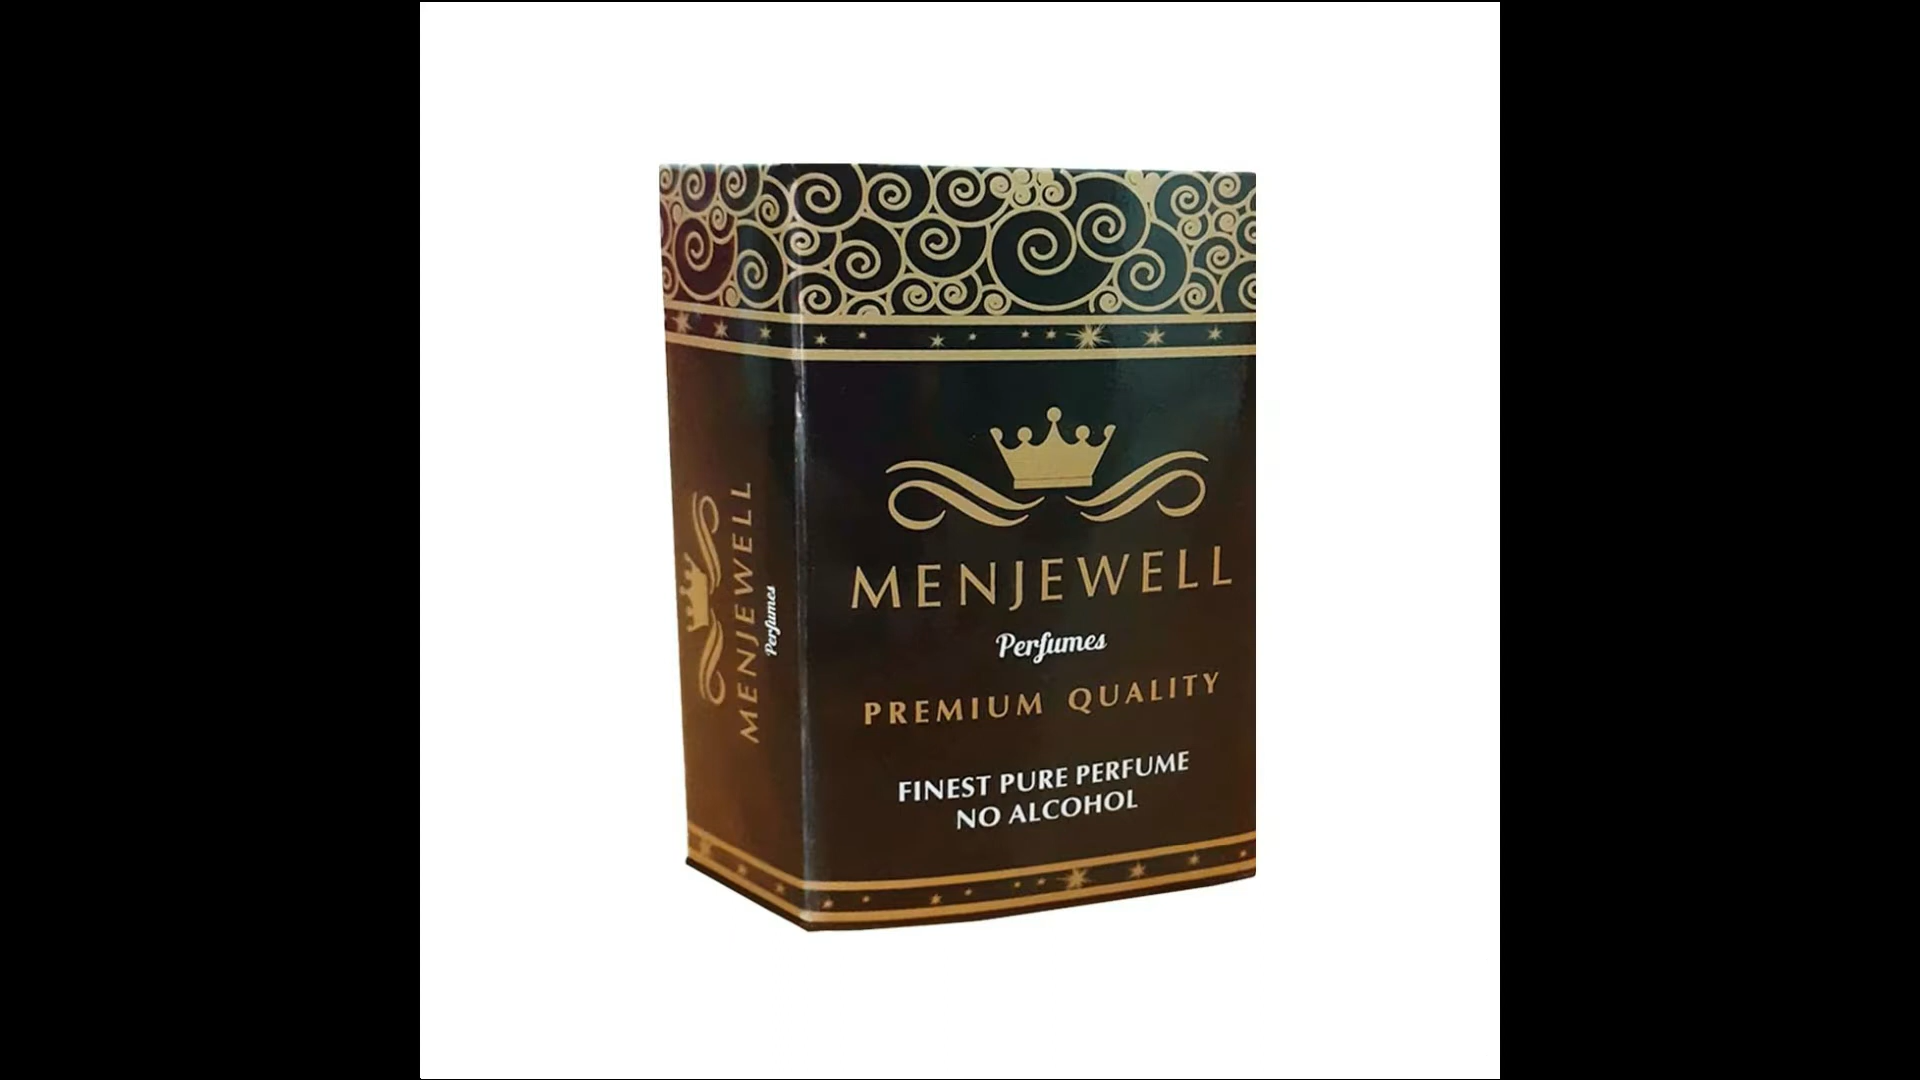 MENJEWELL
Perfumes
MENJEWELL
Perfumes
PREMIUM QUALITY
FINEST PURE PERFUME
NO ALCOHOL